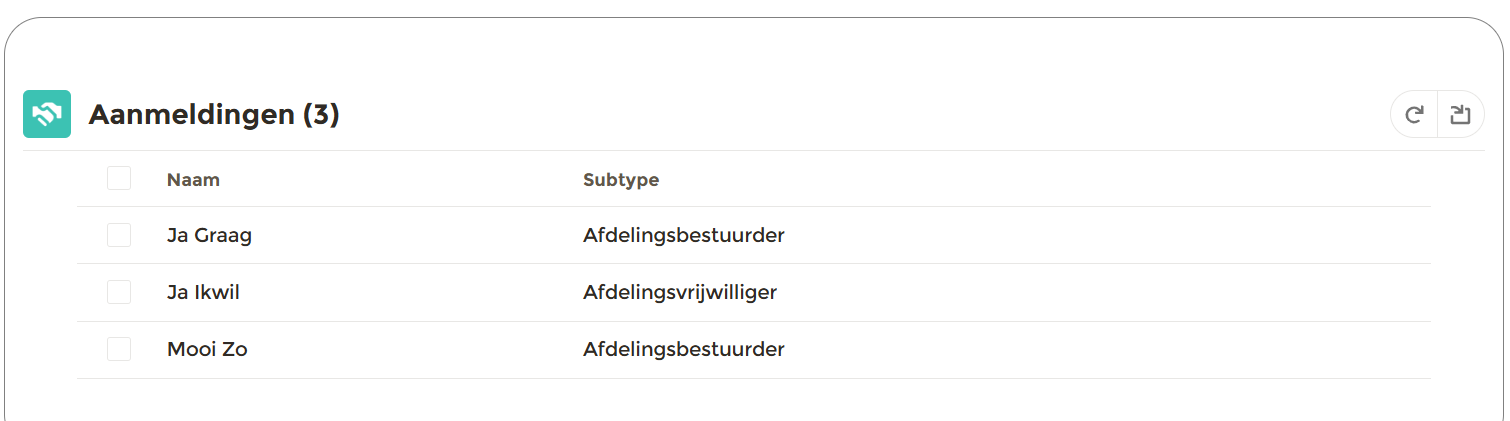 Aanmeldingen (3)
Naam Subtype
Ja Graag Afdelingsbestuurder
Ja Ikwil Afdelingsvrijwilliger
Mooi Zo Afdelingsbestuurder